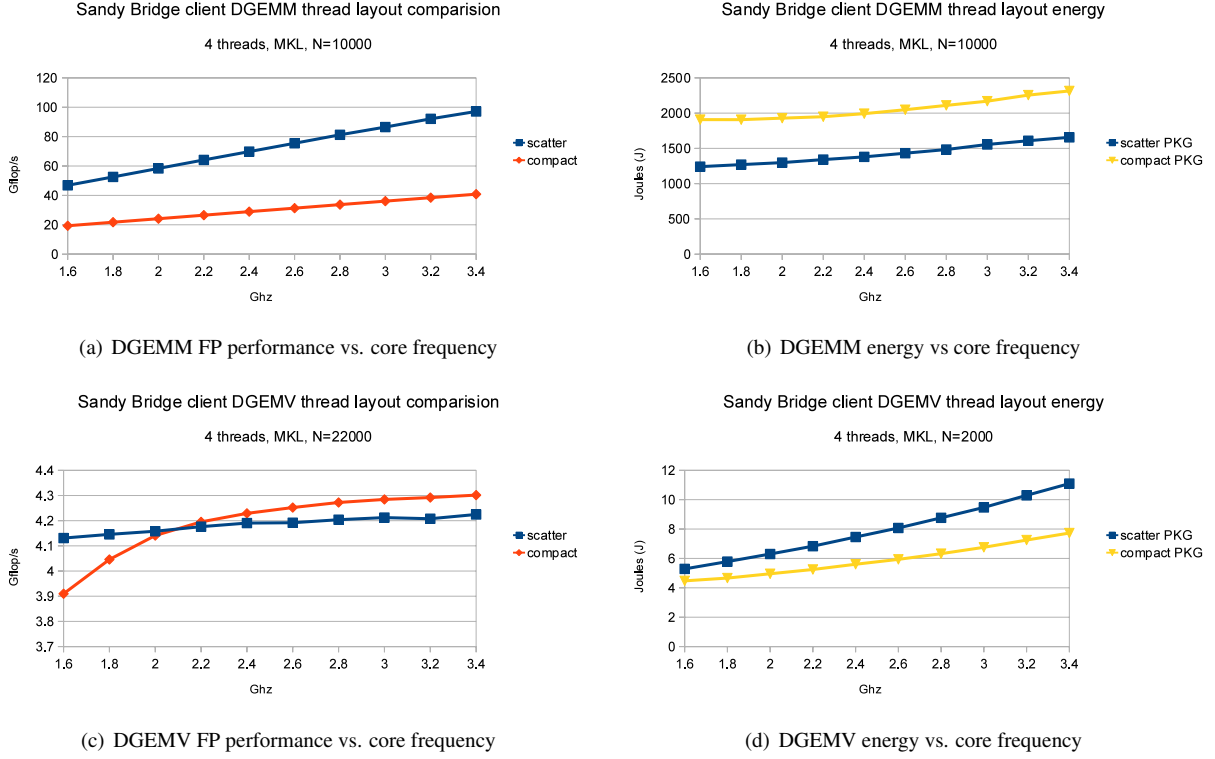 Sandy Bridge client DGEMM thread layout comparision
4 threads, MKL, N=10000
120
100
80
60
40
20
0
Gflop/s
1.6 1.8 2 2.2 2.4 2.6 2.8 3 3.2 3.4
Ghz
scatter
compact
(a) DGEMM FP performance vs. core frequency
Sandy Bridge client DGEMM thread layout energy
4 threads, MKL, N=10000
2500
2000
1500
1000
500
0
Joules (J)
1.6 1.8 2 2.2 2.4 2.6 2.8 3 3.2 3.4
Ghz
scatter PKG
compact PKG
(b) DGEMM energy vs core frequency
Sandy Bridge client DGEMV thread layout comparision
4 threads, MKL, N=22000
4.4
4.3
4.2
4.1
4
3.9
3.8
3.7
Gflop/s
1.6 1.8 2 2.2 2.4 2.6 2.8 3 3.2 3.4
Ghz
scatter
compact
(c) DGEMV FP performance vs. core frequency
Sandy Bridge client DGEMV thread layout energy
4 threads, MKL, N=2000
12
10
8
6
4
2
0
Joules (J)
1.6 1.8 2 2.2 2.4 2.6 2.8 3 3.2 3.4
Ghz
scatter PKG
compact PKG
(d) DGEMV energy vs. core frequency